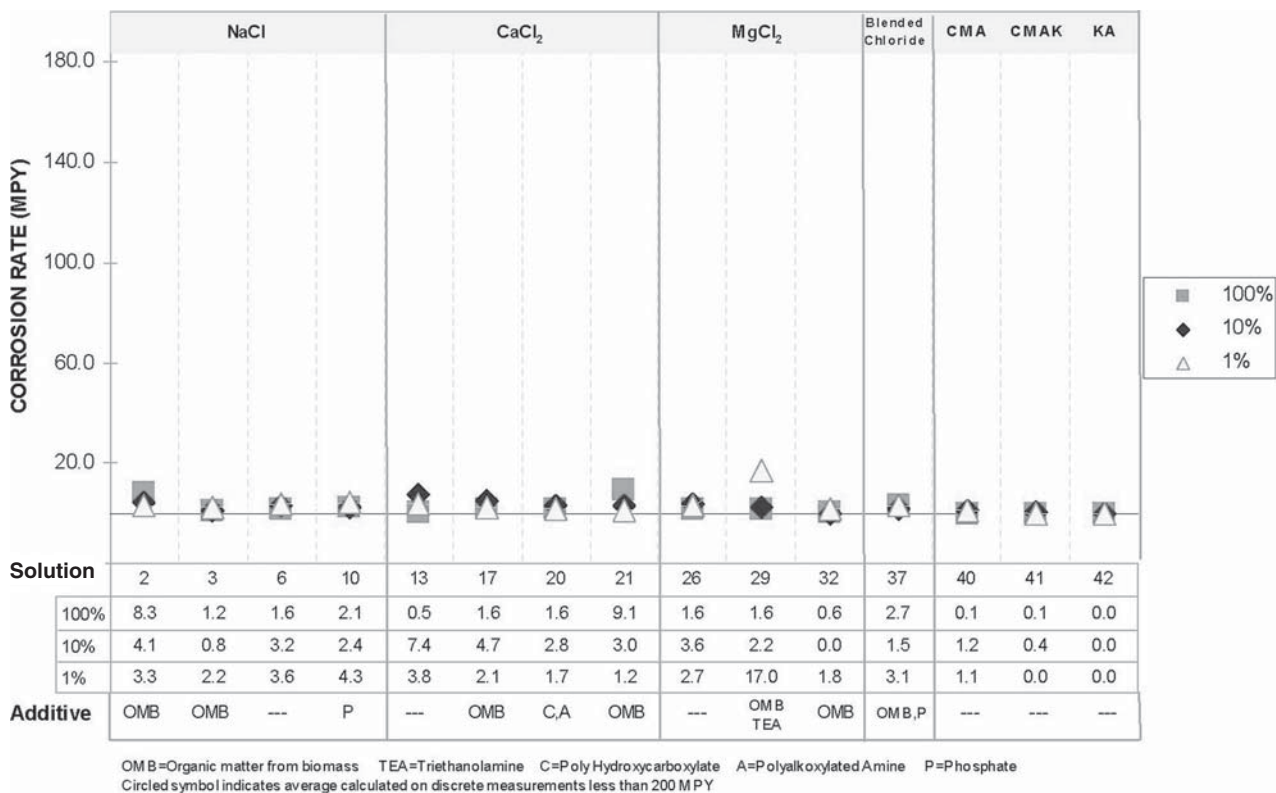 NaCl CaCl₂ MgCl₂ Blended Chloride CMA CMAK KA
CORROSION RATE (MPY)
180.0
140.0
100.0
60.0
20.0
100%
10%
1%
Solution 2 3 6 10 13 17 20 21 26 29 32 37 40 41 42
100% 8.3 1.2 1.6 2.1 0.5 1.6 1.6 9.1 1.6 1.6 0.6 2.7 0.1 0.1 0.0
10% 4.1 0.8 3.2 2.4 7.4 4.7 2.8 3.0 3.6 2.2 0.0 1.5 1.2 0.4 0.0
1% 3.3 2.2 3.6 4.3 3.8 2.1 1.7 1.2 2.7 17.0 1.8 3.1 1.1 0.0 0.0
Additive OMB OMB --- P --- OMB C,A OMB --- OMB TEA OMB OMB,P --- --- ---
OMB=Organic matter from biomass TEA=Triethanolamine C=Poly Hydroxycarboxylate A=Polyalkoxylated Amine P=Phosphate
Circled symbol indicates average calculated on discrete measurements less than 200 MPY